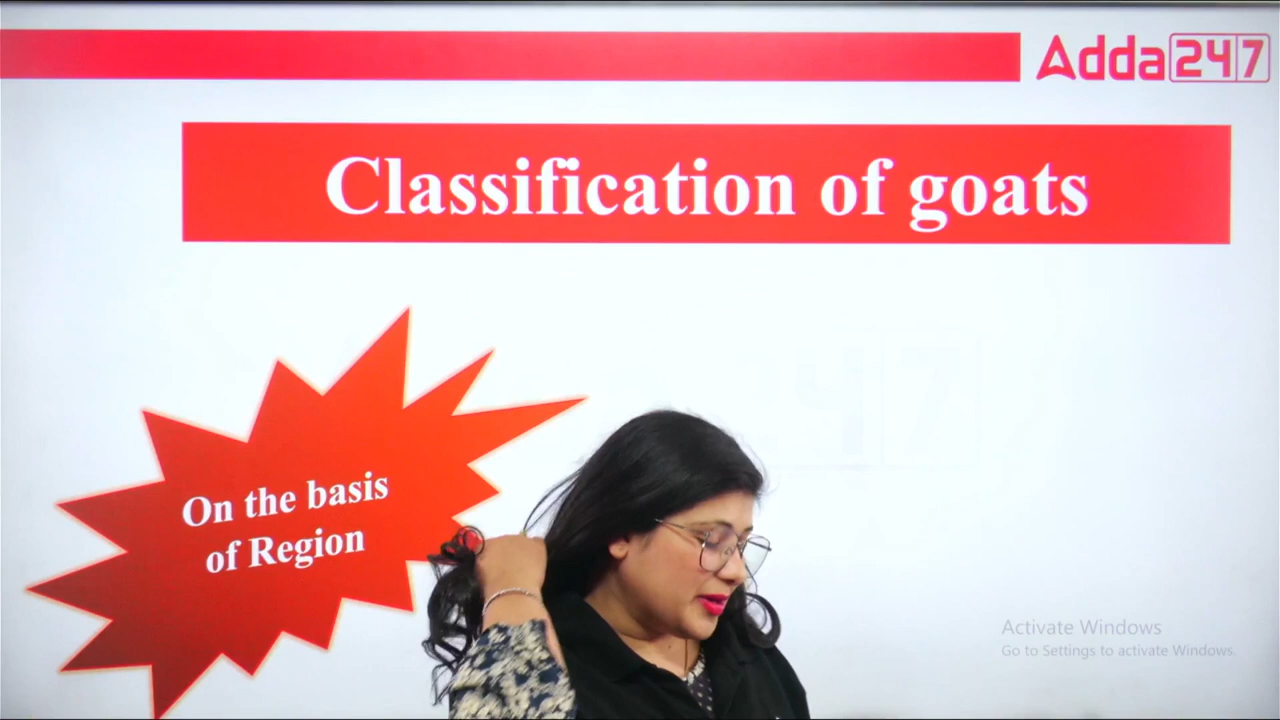 Adda247
Classification of goats
On the basis
of Region
Activate Windows
Go to Settings to activate Windows.